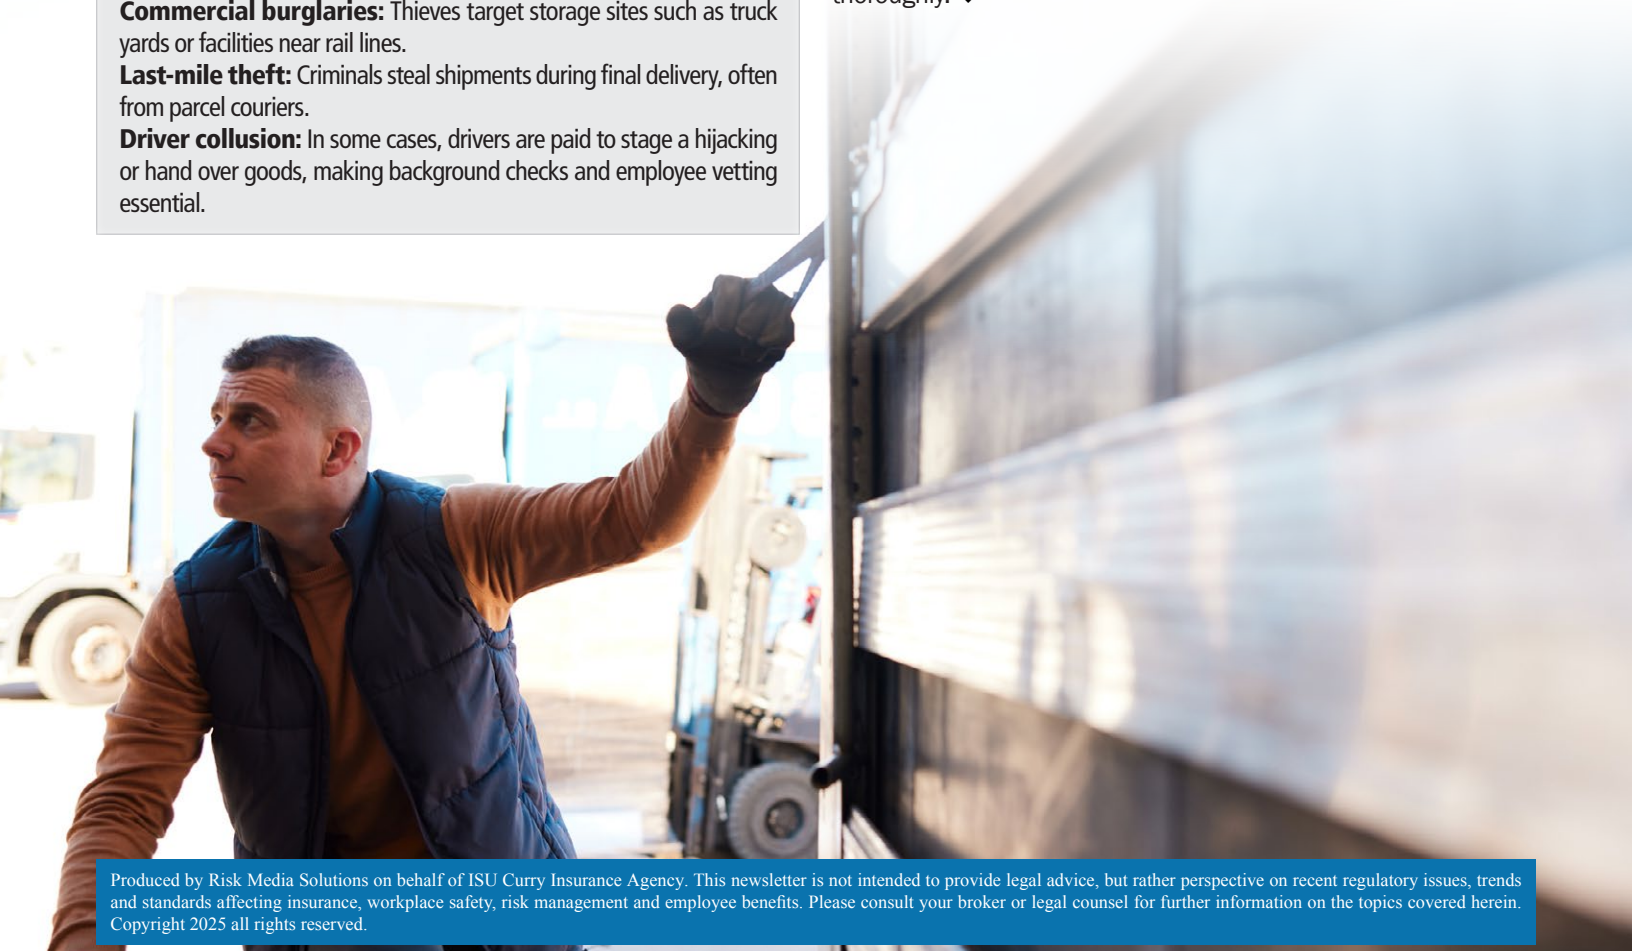 Commercial burglaries: Thieves target storage sites such as truck
yards or facilities near rail lines.
Last-mile theft: Criminals steal shipments during final delivery, often
from parcel couriers.
Driver collusion: In some cases, drivers are paid to stage a hijacking
or hand over goods, making background checks and employee vetting
essential.
thoroughly.
Produced by Risk Media Solutions on behalf of ISU Curry Insurance Agency. This newsletter is not intended to provide legal advice, but rather perspective on recent regulatory issues, trends
and standards affecting insurance, workplace safety, risk management and employee benefits. Please consult your broker or legal counsel for further information on the topics covered herein.
Copyright 2025 all rights reserved.